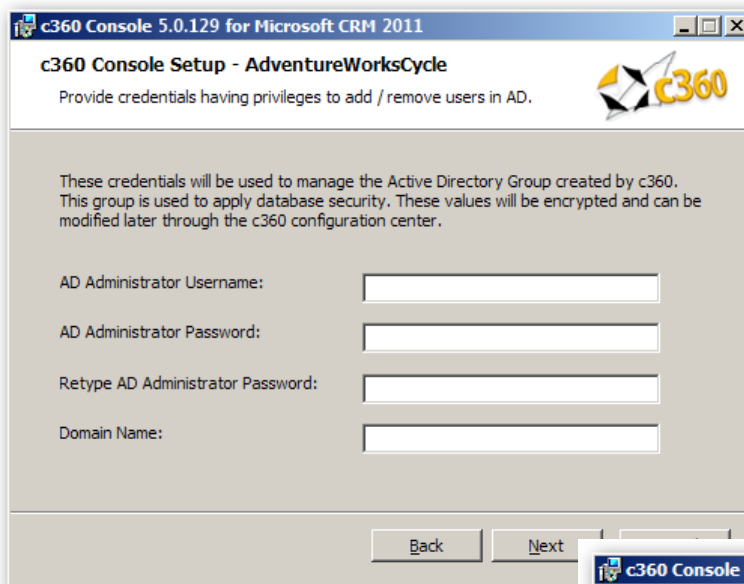 c360 Console 5.0.129 for Microsoft CRM 2011
c360 Console Setup - AdventureWorksCycle
Provide credentials having privileges to add / remove users in AD.
c360
These credentials will be used to manage the Active Directory Group created by c360.
This group is used to apply database security. These values will be encrypted and can be
modified later through the c360 configuration center.
AD Administrator Username:
AD Administrator Password:
Retype AD Administrator Password:
Domain Name:
Back
Next
c360 Console